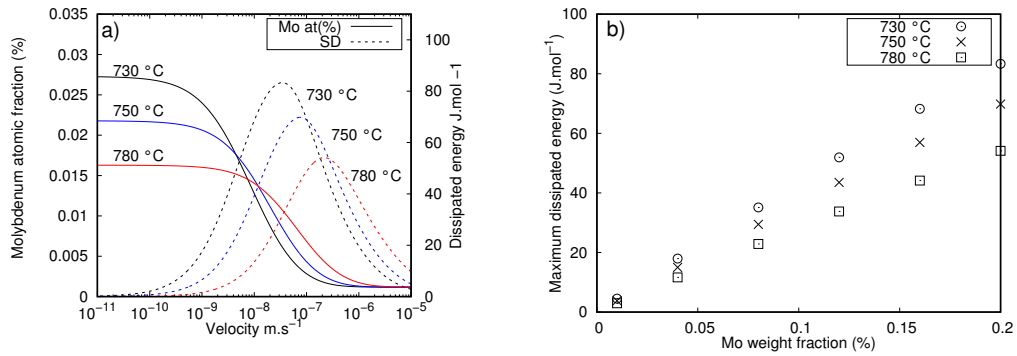 a)
Mo at(%)
SD
730 °C
750 °C
780 °C
730 °C
750 °C
780 °C
Molybdenum atomic fraction (%)
0.035
0.03
0.025
0.02
0.015
0.01
0.005
0
100
80
60
40
20
0
Dissipated energy J.mol −1
10−11 10−10 10−9 10−8 10−7 10−6 10−5
Velocity m.s−1
b)
730 °C
750 °C
780 °C
Maximum dissipated energy (J.mol−1)
100
80
60
40
20
0
0 0.05 0.1 0.15 0.2
Mo weight fraction (%)